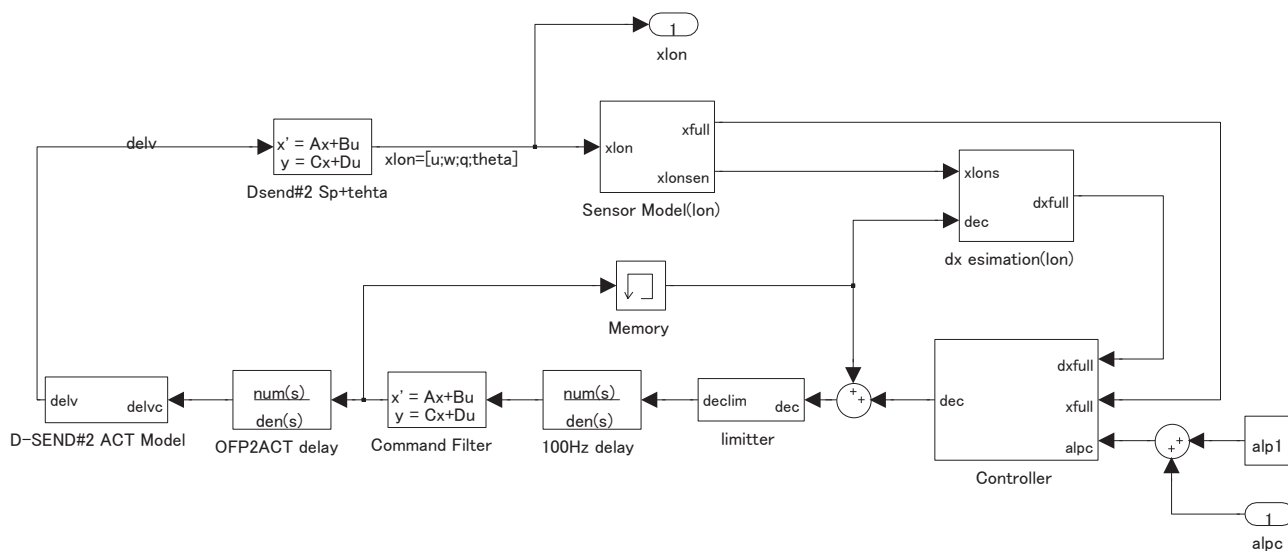 1
xlon
delv
x' = Ax+Bu
y = Cx+Du
Dsend#2 Sp+tehta
xlon=[u;w;q;theta]
xlon
xfull
xlonsen
Sensor Model(lon)
xlons
dec
dxfull
dx esimation(lon)
Memory
delv
delvc
D-SEND#2 ACT Model
num(s)
den(s)
OFP2ACT delay
x' = Ax+Bu
y = Cx+Du
Command Filter
num(s)
den(s)
100Hz delay
declim
dec
limitter
+
+
dec
dxfull
xfull
alpc
Controller
+
+
alp1
1
alpc